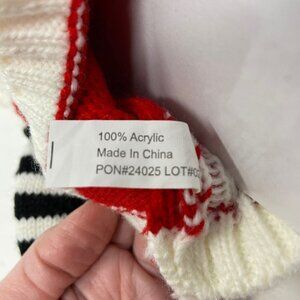 100% Acrylic
Made In China
PON#24025 LOT#